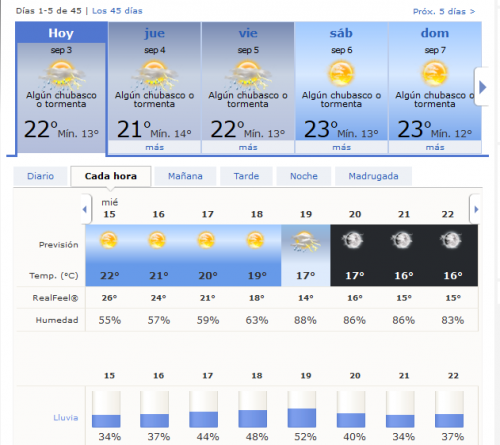 Días 1-5 de 45 | Los 45 días Próx. 5 días >
Hoy jue vie sáb dom
sep 3 sep 4 sep 5 sep 6 sep 7
Algún chubasco o tormenta Algún chubasco o tormenta Algún chubasco o tormenta Algún chubasco o tormenta Algún chubasco o tormenta
22° Mín. 13° 21° Mín. 14° 22° Mín. 13° 23° Mín. 13° 23° Mín. 12°
más más más más
Diario Cada hora Mañana Tarde Noche Madrugada
mié
15 16 17 18 19 20 21 22
Previsión
Temp. (°C) 22° 21° 20° 19° 17° 17° 16° 16°
RealFeel® 26° 24° 21° 18° 14° 16° 15° 15°
Humedad 55% 57% 59% 63% 88% 86% 86% 83%
15 16 17 18 19 20 21 22
Lluvia
34% 37% 44% 48% 52% 40% 34% 37%